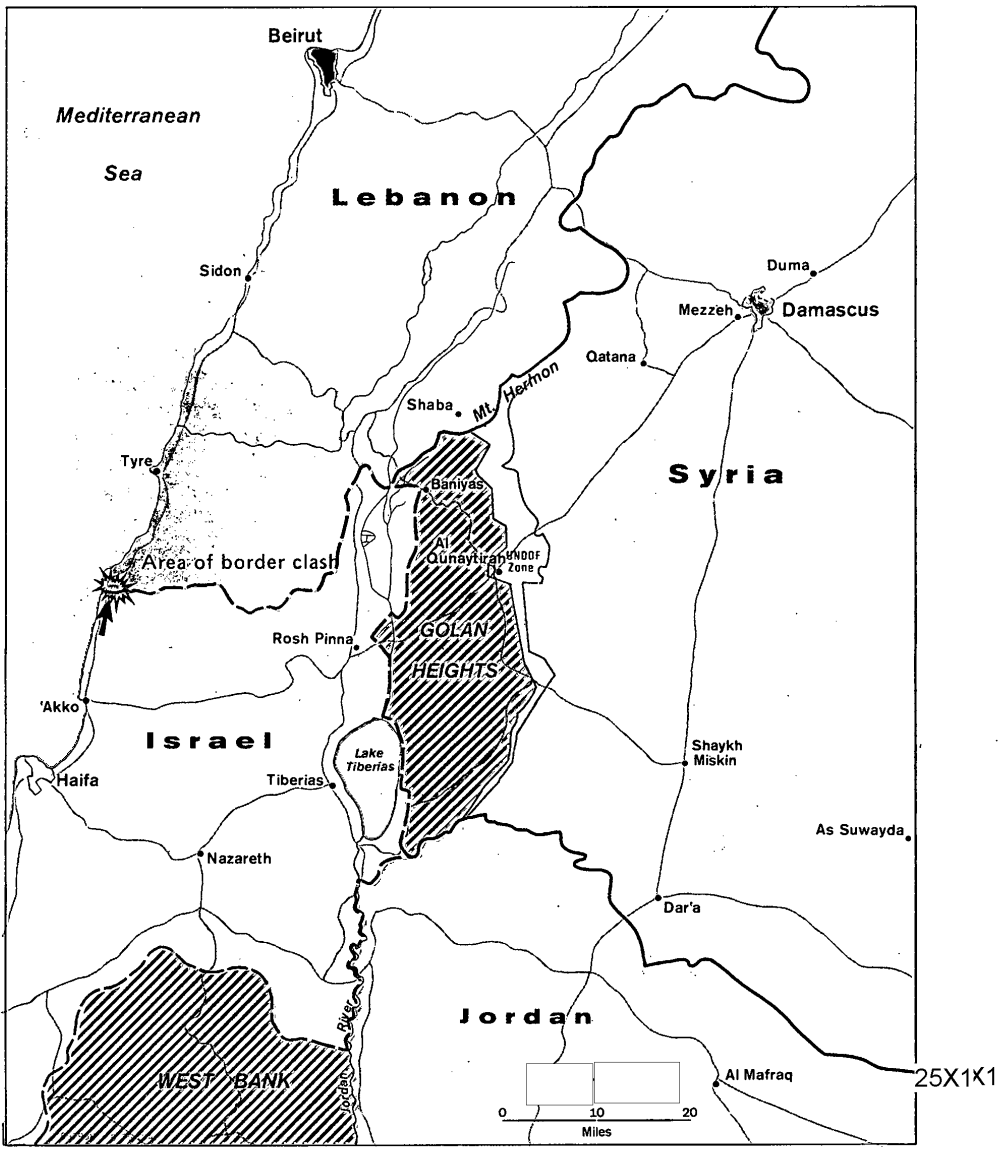 Beirut
Mediterranean
Sea
Lebanon
Sidon
Duma
Mezzeh
Damascus
Qatana
Mt. Hermon
Shaba
Tyre
Syria
Baniyas
Al
Qunaytirah
UNDOF
Zone
Area of border clash
GOLAN
HEIGHTS
Rosh Pinna
'Akko
Israel
Lake
Tiberias
Shaykh
Miskin
Haifa
Tiberias
As Suwayda
Nazareth
Dar'a
Jordan River
Jordan
WEST BANK
Al Mafraq
25X1X1
0 10 20
Miles